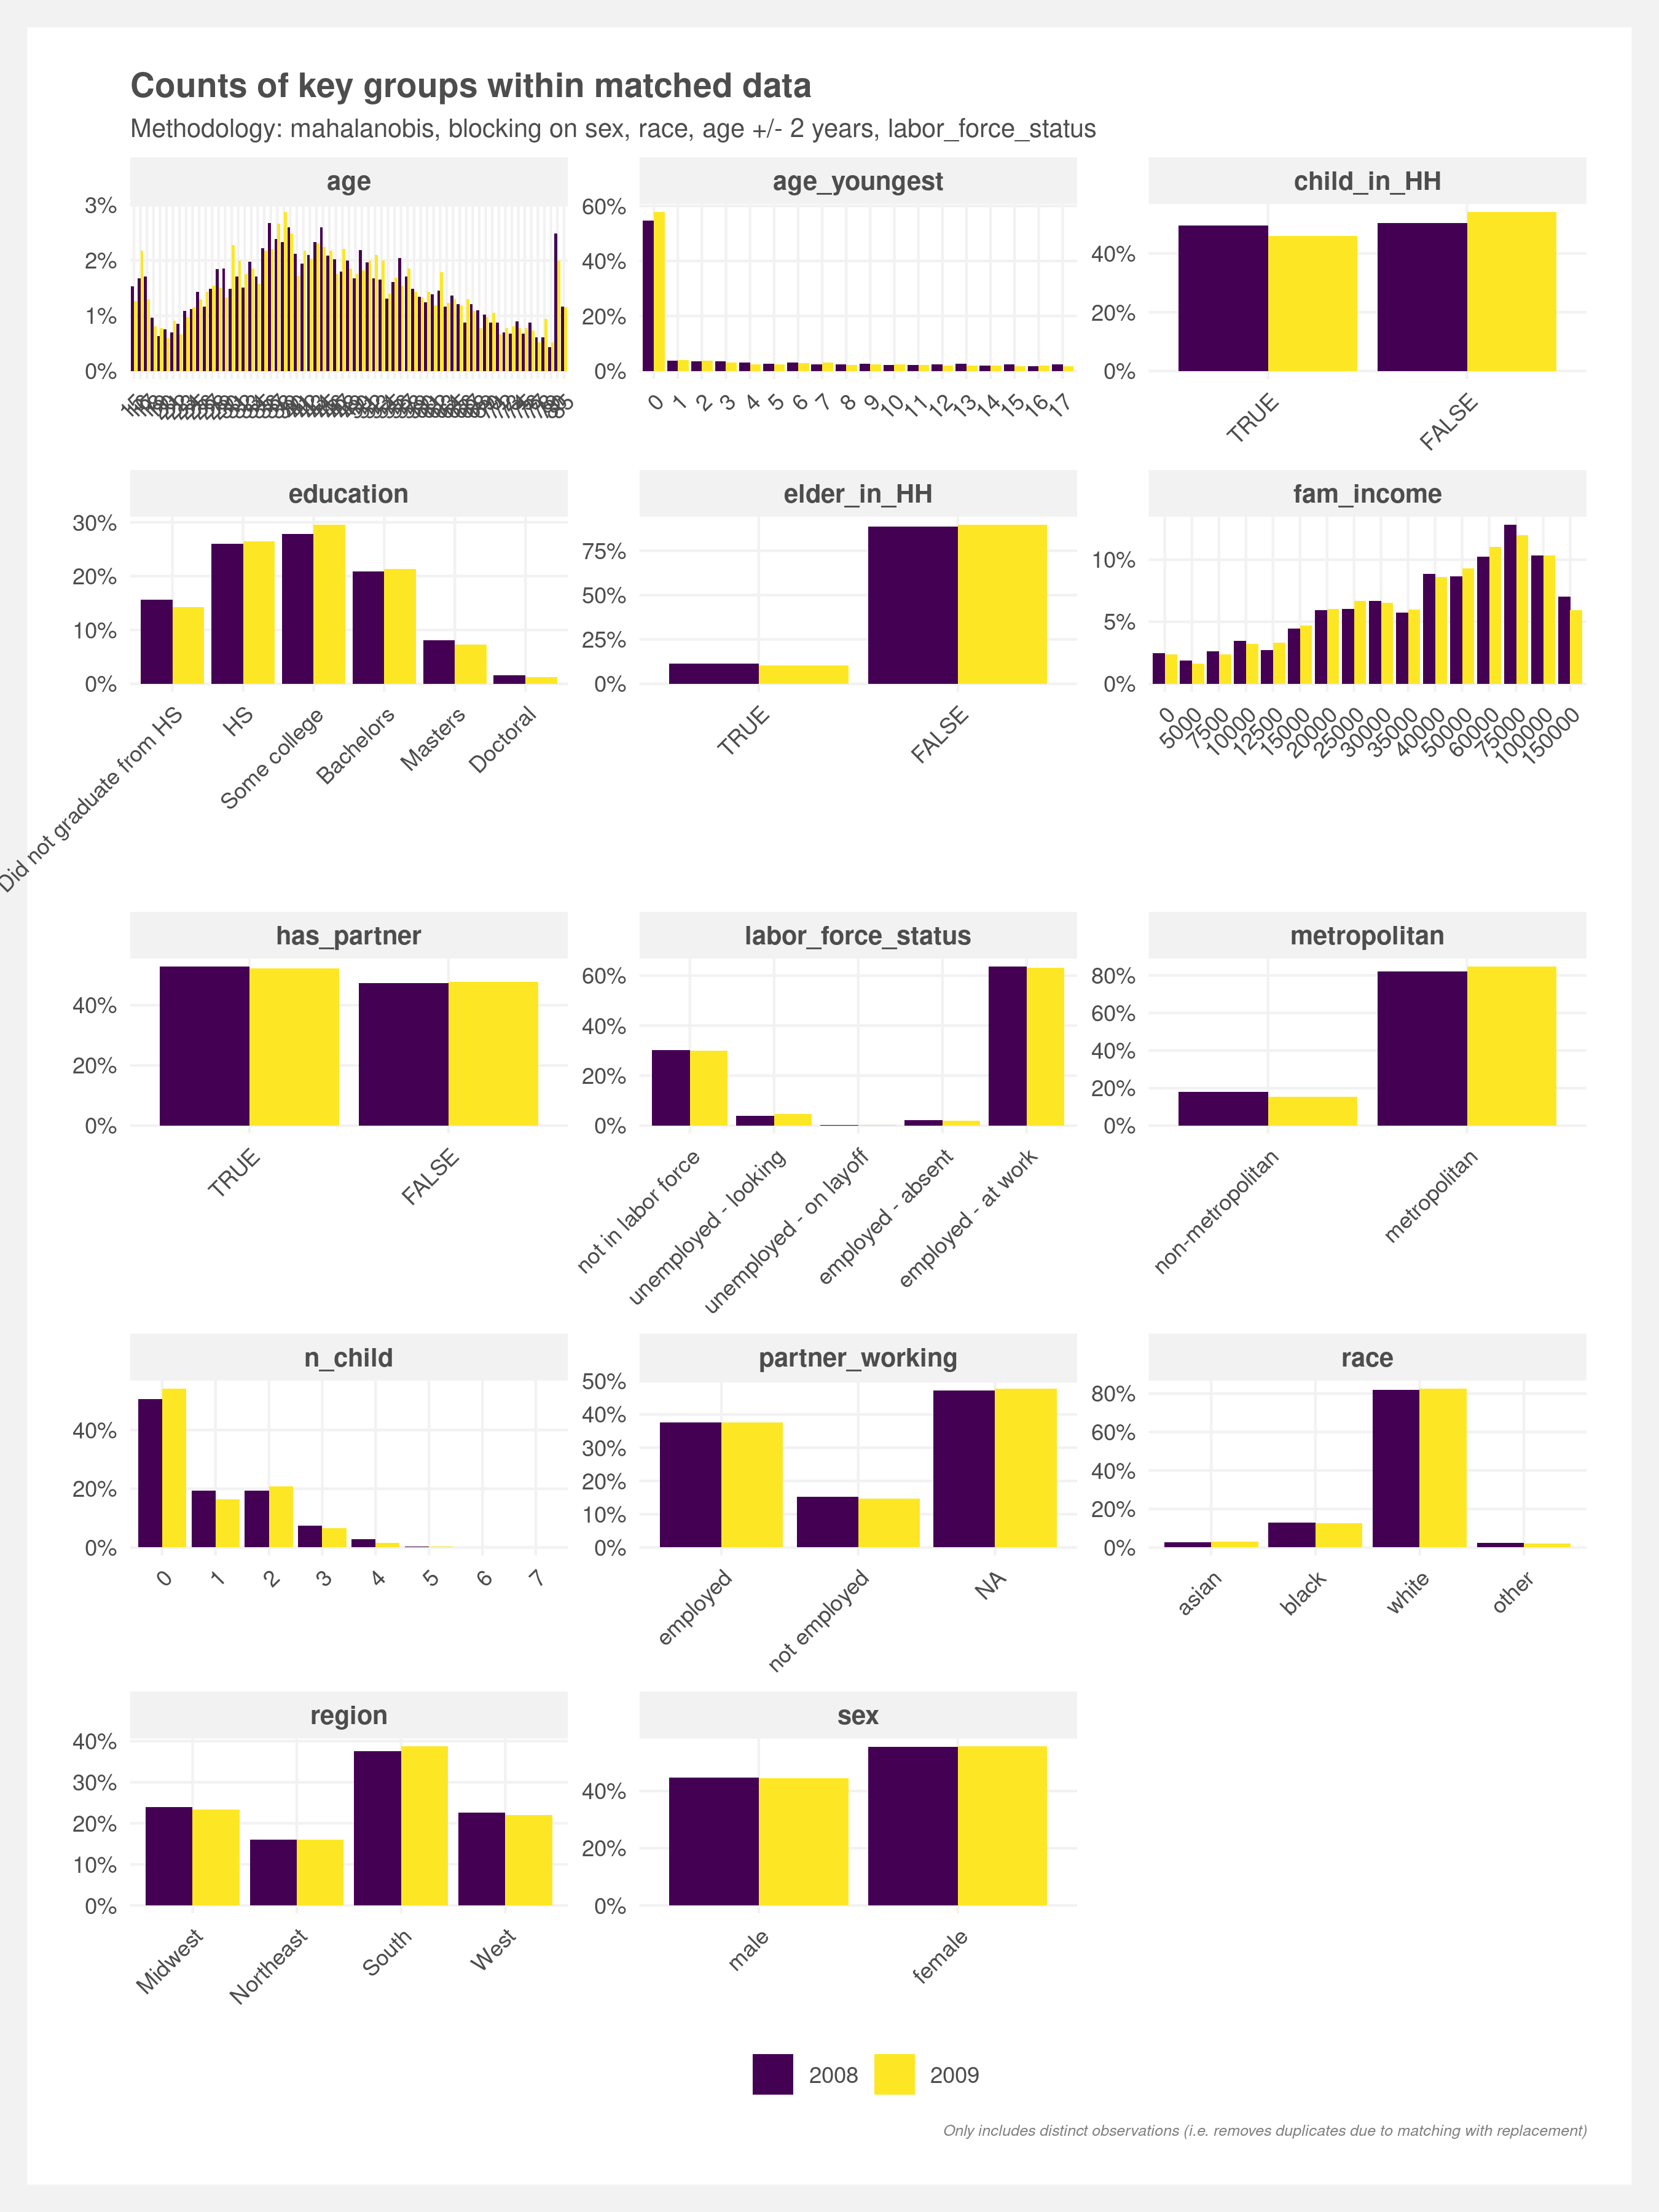 Counts of key groups within matched data
Methodology: mahalanobis, blocking on sex, race, age +/- 2 years, labor_force_status
age
3%
2%
1%
0%
age_youngest
60%
40%
20%
0%
0 1 2 3 4 5 6 7 8 9 10 11 12 13 14 15 16 17
child_in_HH
40%
20%
0%
TRUE FALSE
education
30%
20%
10%
0%
Did not graduate from HS HS Some college Bachelors Masters Doctoral
elder_in_HH
75%
50%
25%
0%
TRUE FALSE
fam_income
10%
5%
0%
0 5000 7500 10000 12500 15000 20000 25000 30000 35000 40000 50000 60000 75000 100000 150000
has_partner
40%
20%
0%
TRUE FALSE
labor_force_status
60%
40%
20%
0%
not in labor force unemployed - looking unemployed - on layoff employed - absent employed - at work
metropolitan
80%
60%
40%
20%
0%
non-metropolitan metropolitan
n_child
40%
20%
0%
0 1 2 3 4 5 6 7
partner_working
50%
40%
30%
20%
10%
0%
employed not employed NA
race
80%
60%
40%
20%
0%
asian black white other
region
40%
30%
20%
10%
0%
Midwest Northeast South West
sex
40%
20%
0%
male female
2008 2009
Only includes distinct observations (i.e. removes duplicates due to matching with replacement)